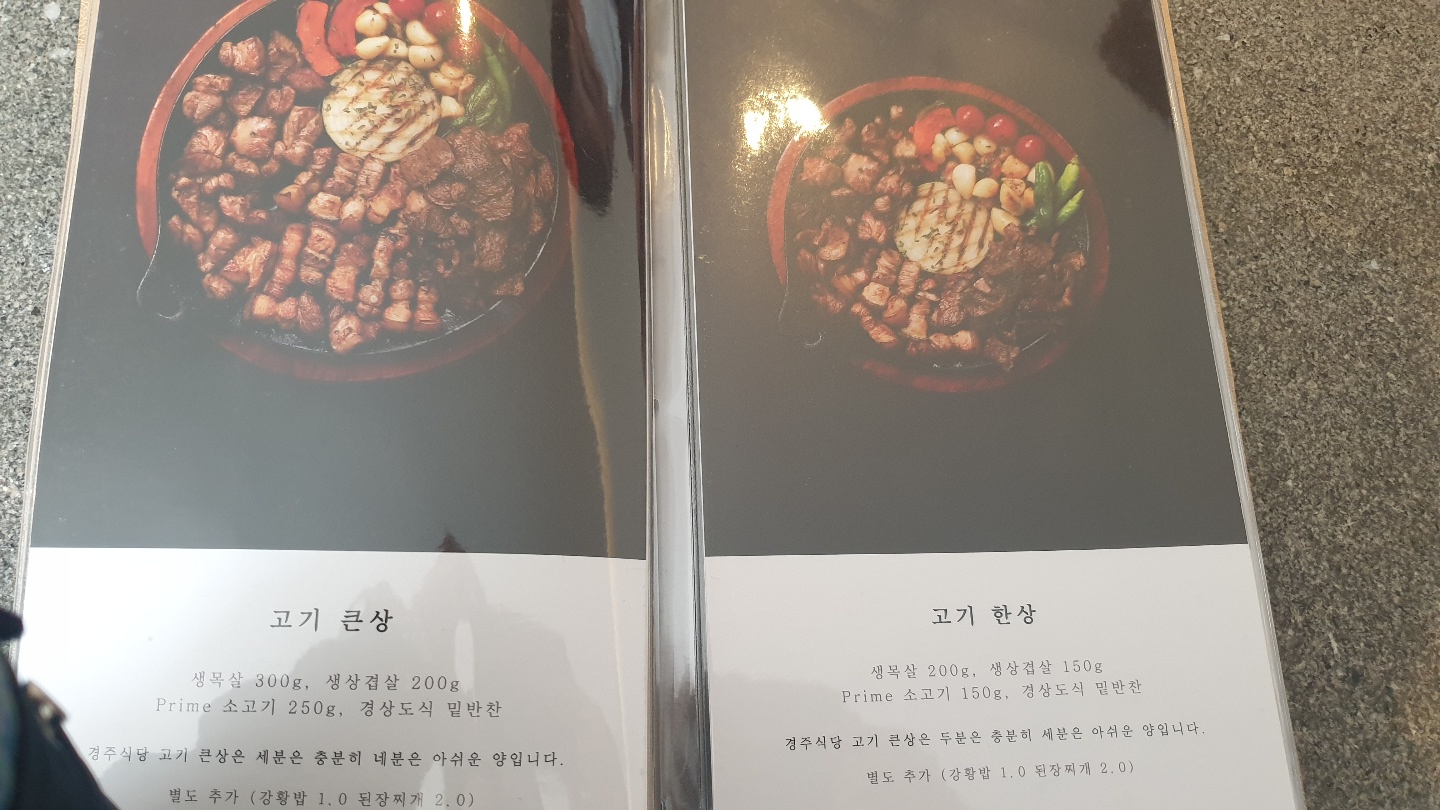 고기 큰상
생목살 300g, 생상겹살 200g
Prime 소고기 250g, 경상도식 밑반찬
경주식당 고기 큰상은 세분은 충분히 네분은 아쉬운 양입니다.
별도 추가 (강황밥 1.0 된장찌개 2.0)
고기 한상
생목살 200g, 생상겹살 150g
Prime 소고기 150g, 경상도식 밑반찬
경주식당 고기 큰상은 두분은 충분히 세분은 아쉬운 양입니다.
별도 추가 (강황밥 1.0 된장찌개 2.0)